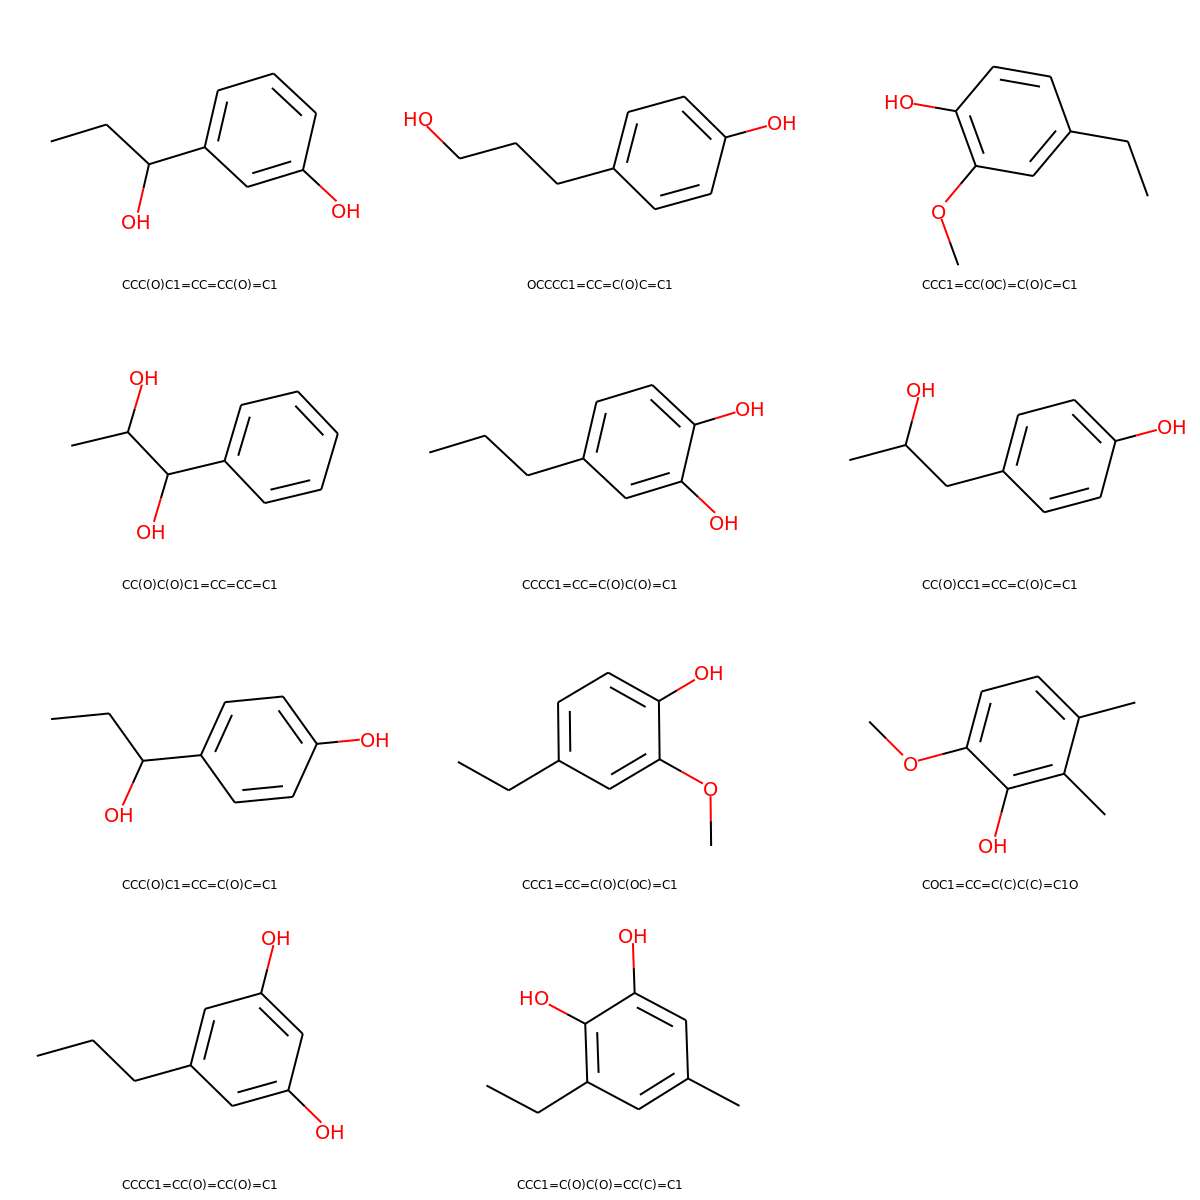 OH
OH
CCC(O)C1=CC=CC(O)=C1
HO
OH
OCCCC1=CC=C(O)C=C1
HO
O
CCC1=CC(OC)=C(O)C=C1
OH
OH
CC(O)C(O)C1=CC=CC=C1
OH
OH
CCCC1=CC=C(O)C(O)=C1
OH
OH
CC(O)CC1=CC=C(O)C=C1
OH
OH
CCC(O)C1=CC=C(O)C=C1
OH
O
CCC1=CC=C(O)C(OC)=C1
O
OH
COC1=CC=C(C)C(C)=C1O
OH
OH
CCCC1=CC(O)=CC(O)=C1
OH
HO
CCC1=C(O)C(O)=CC(C)=C1